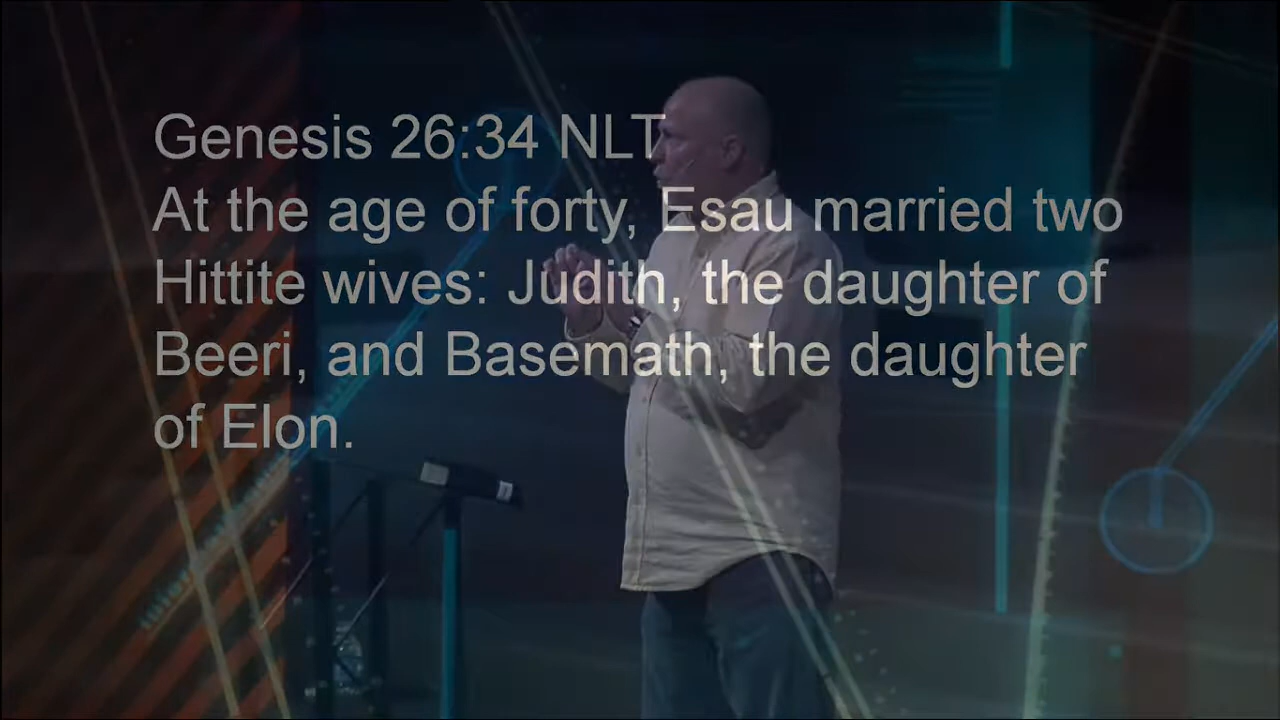 Genesis 26:34 NLT
At the age of forty, Esau married two
Hittite wives: Judith, the daughter of
Beeri, and Basemath, the daughter
of Elon.